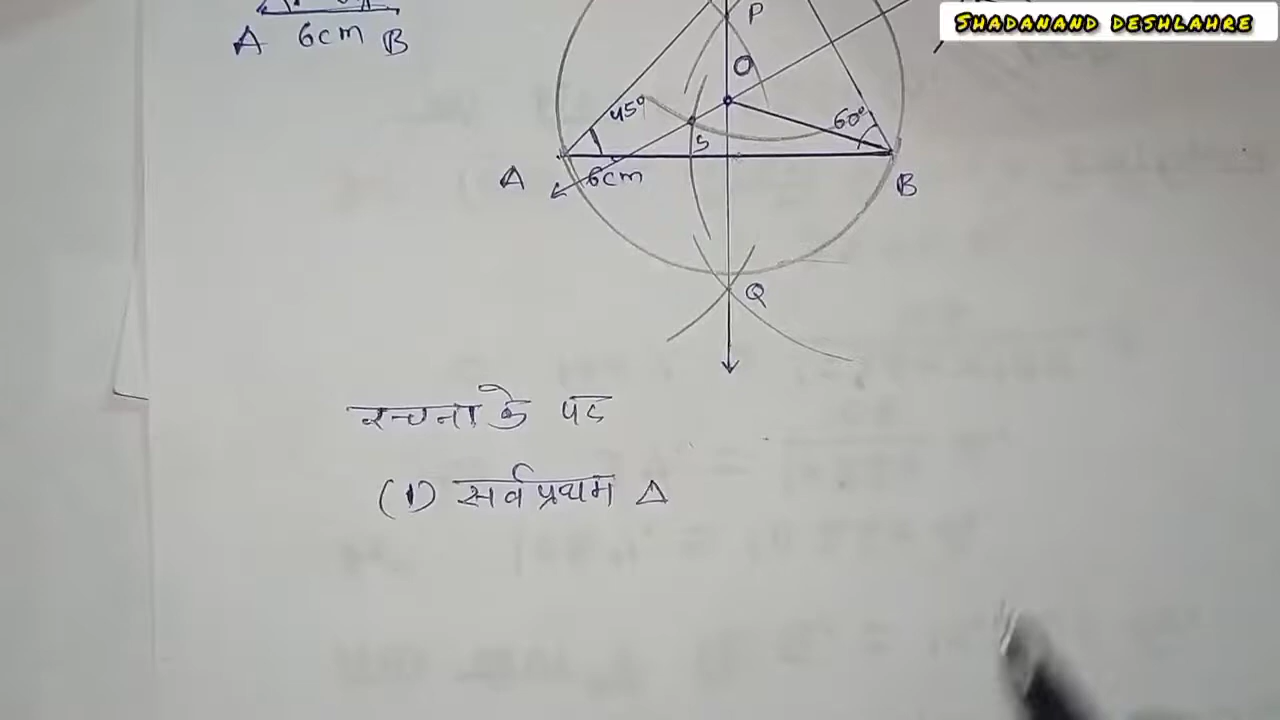 SHADANAND DESHLAHRE
A 6cm B
P
O
45°
60°
S
A 6cm B
Q
रचना के पद
(1) सर्वप्रथम Δ